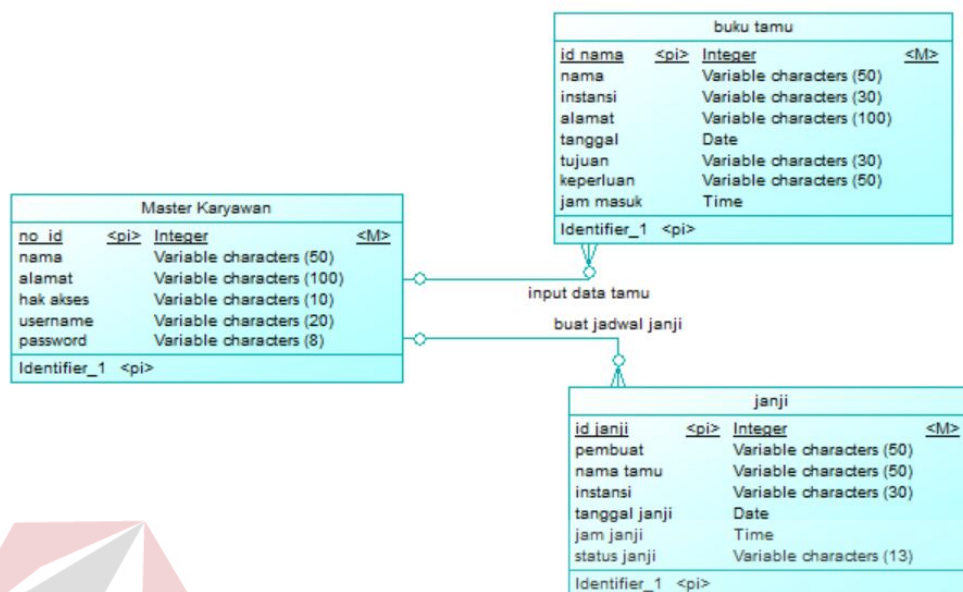 buku tamu
id nama <pi> Integer <M>
nama Variable characters (50)
instansi Variable characters (30)
alamat Variable characters (100)
tanggal Date
tujuan Variable characters (30)
keperluan Variable characters (50)
jam masuk Time
Identifier_1 <pi>
Master Karyawan
no_id <pi> Integer <M>
nama Variable characters (50)
alamat Variable characters (100)
hak akses Variable characters (10)
username Variable characters (20)
password Variable characters (8)
Identifier_1 <pi>
input data tamu
buat jadwal janji
janji
id janji <pi> Integer <M>
pembuat Variable characters (50)
nama tamu Variable characters (50)
instansi Variable characters (30)
tanggal janji Date
jam janji Time
status janji Variable characters (13)
Identifier_1 <pi>